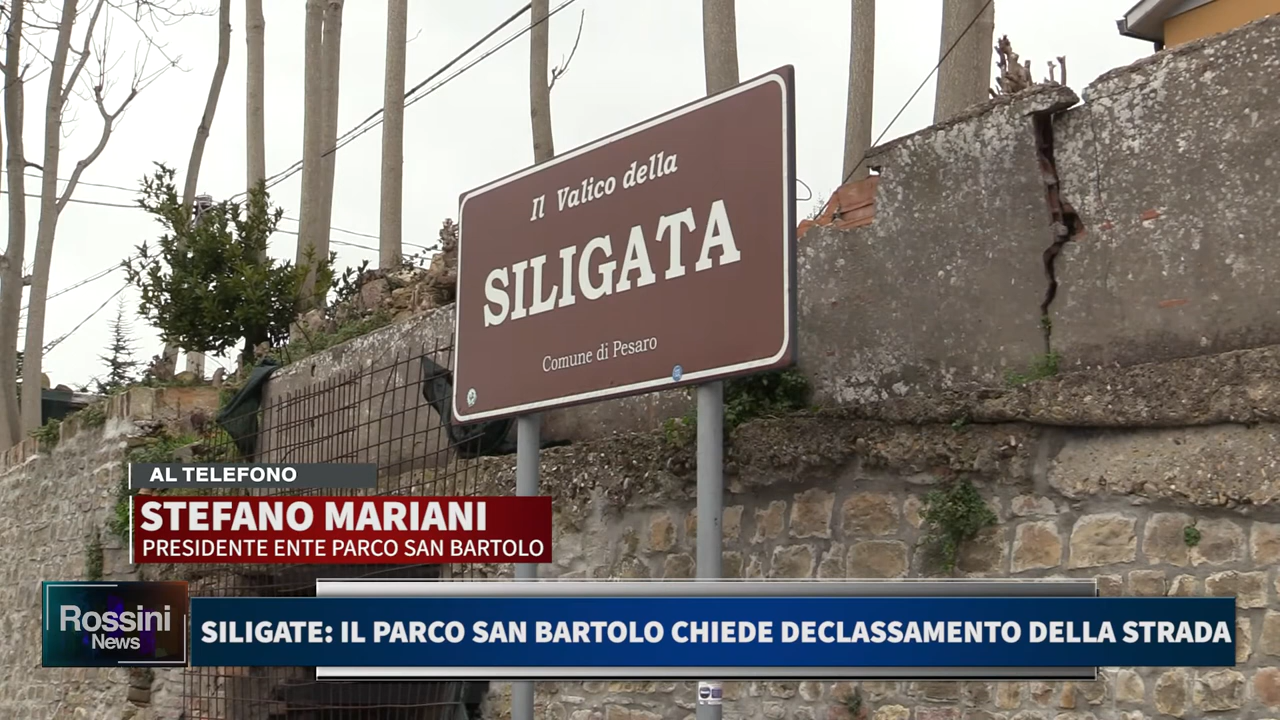 Il Valico della
SILIGATA
Comune di Pesaro
AL TELEFONO
STEFANO MARIANI
PRESIDENTE ENTE PARCO SAN BARTOLO
Rossini
News
SILIGATE: IL PARCO SAN BARTOLO CHIEDE DECLASSAMENTO DELLA STRADA